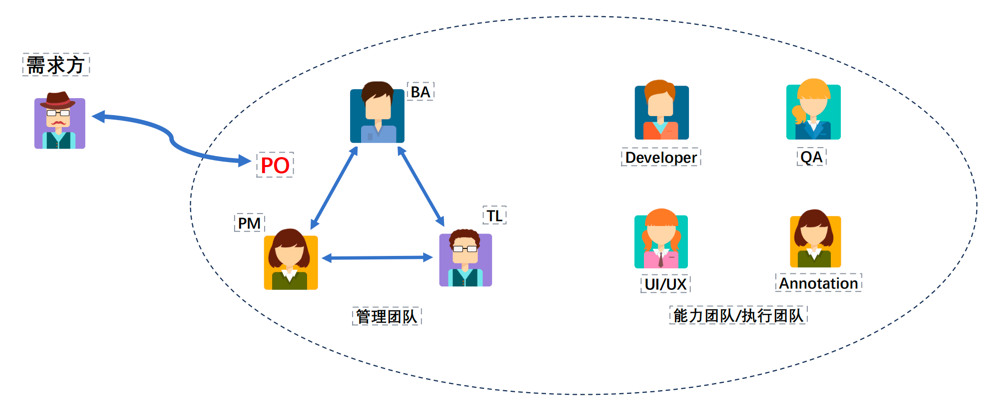 需求方
BA
Developer
QA
PO
PM
TL
UI/UX
Annotation
管理团队
能力团队/执行团队